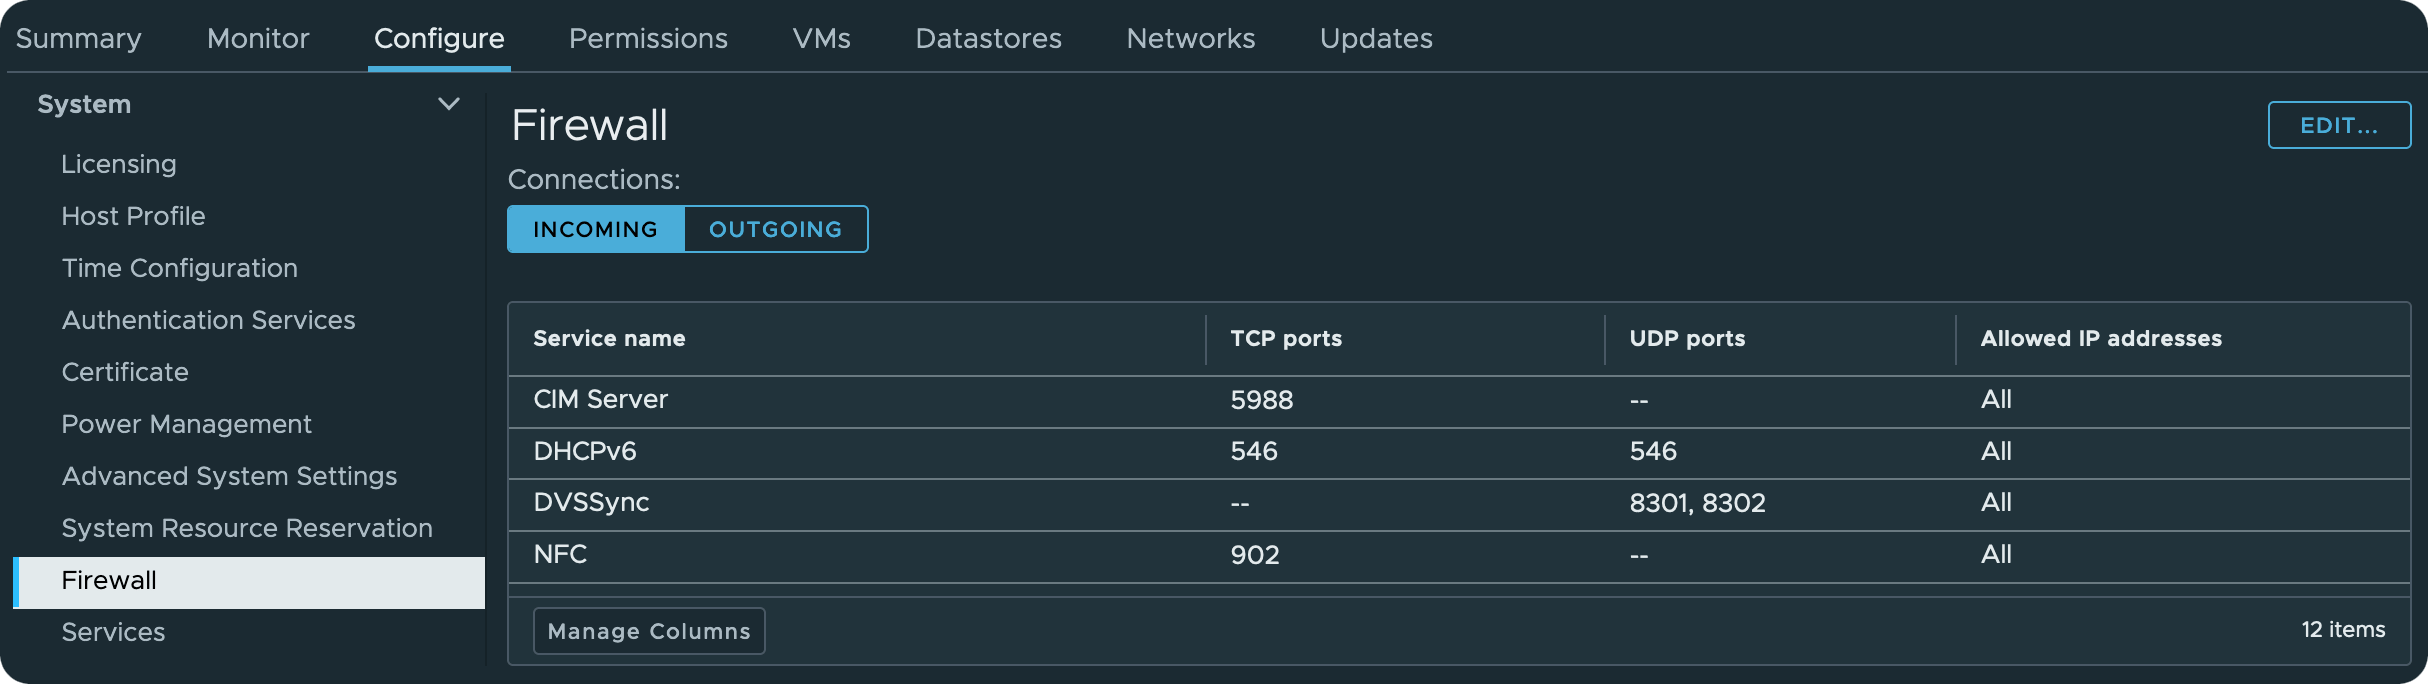 Summary Monitor Configure Permissions VMs Datastores Networks Updates
System
Licensing
Host Profile
Time Configuration
Authentication Services
Certificate
Power Management
Advanced System Settings
System Resource Reservation
Firewall
Services
Firewall
EDIT...
Connections:
INCOMING OUTGOING
Service name TCP ports UDP ports Allowed IP addresses
CIM Server 5988 -- All
DHCPv6 546 546 All
DVSSync -- 8301, 8302 All
NFC 902 -- All
Manage Columns 12 items